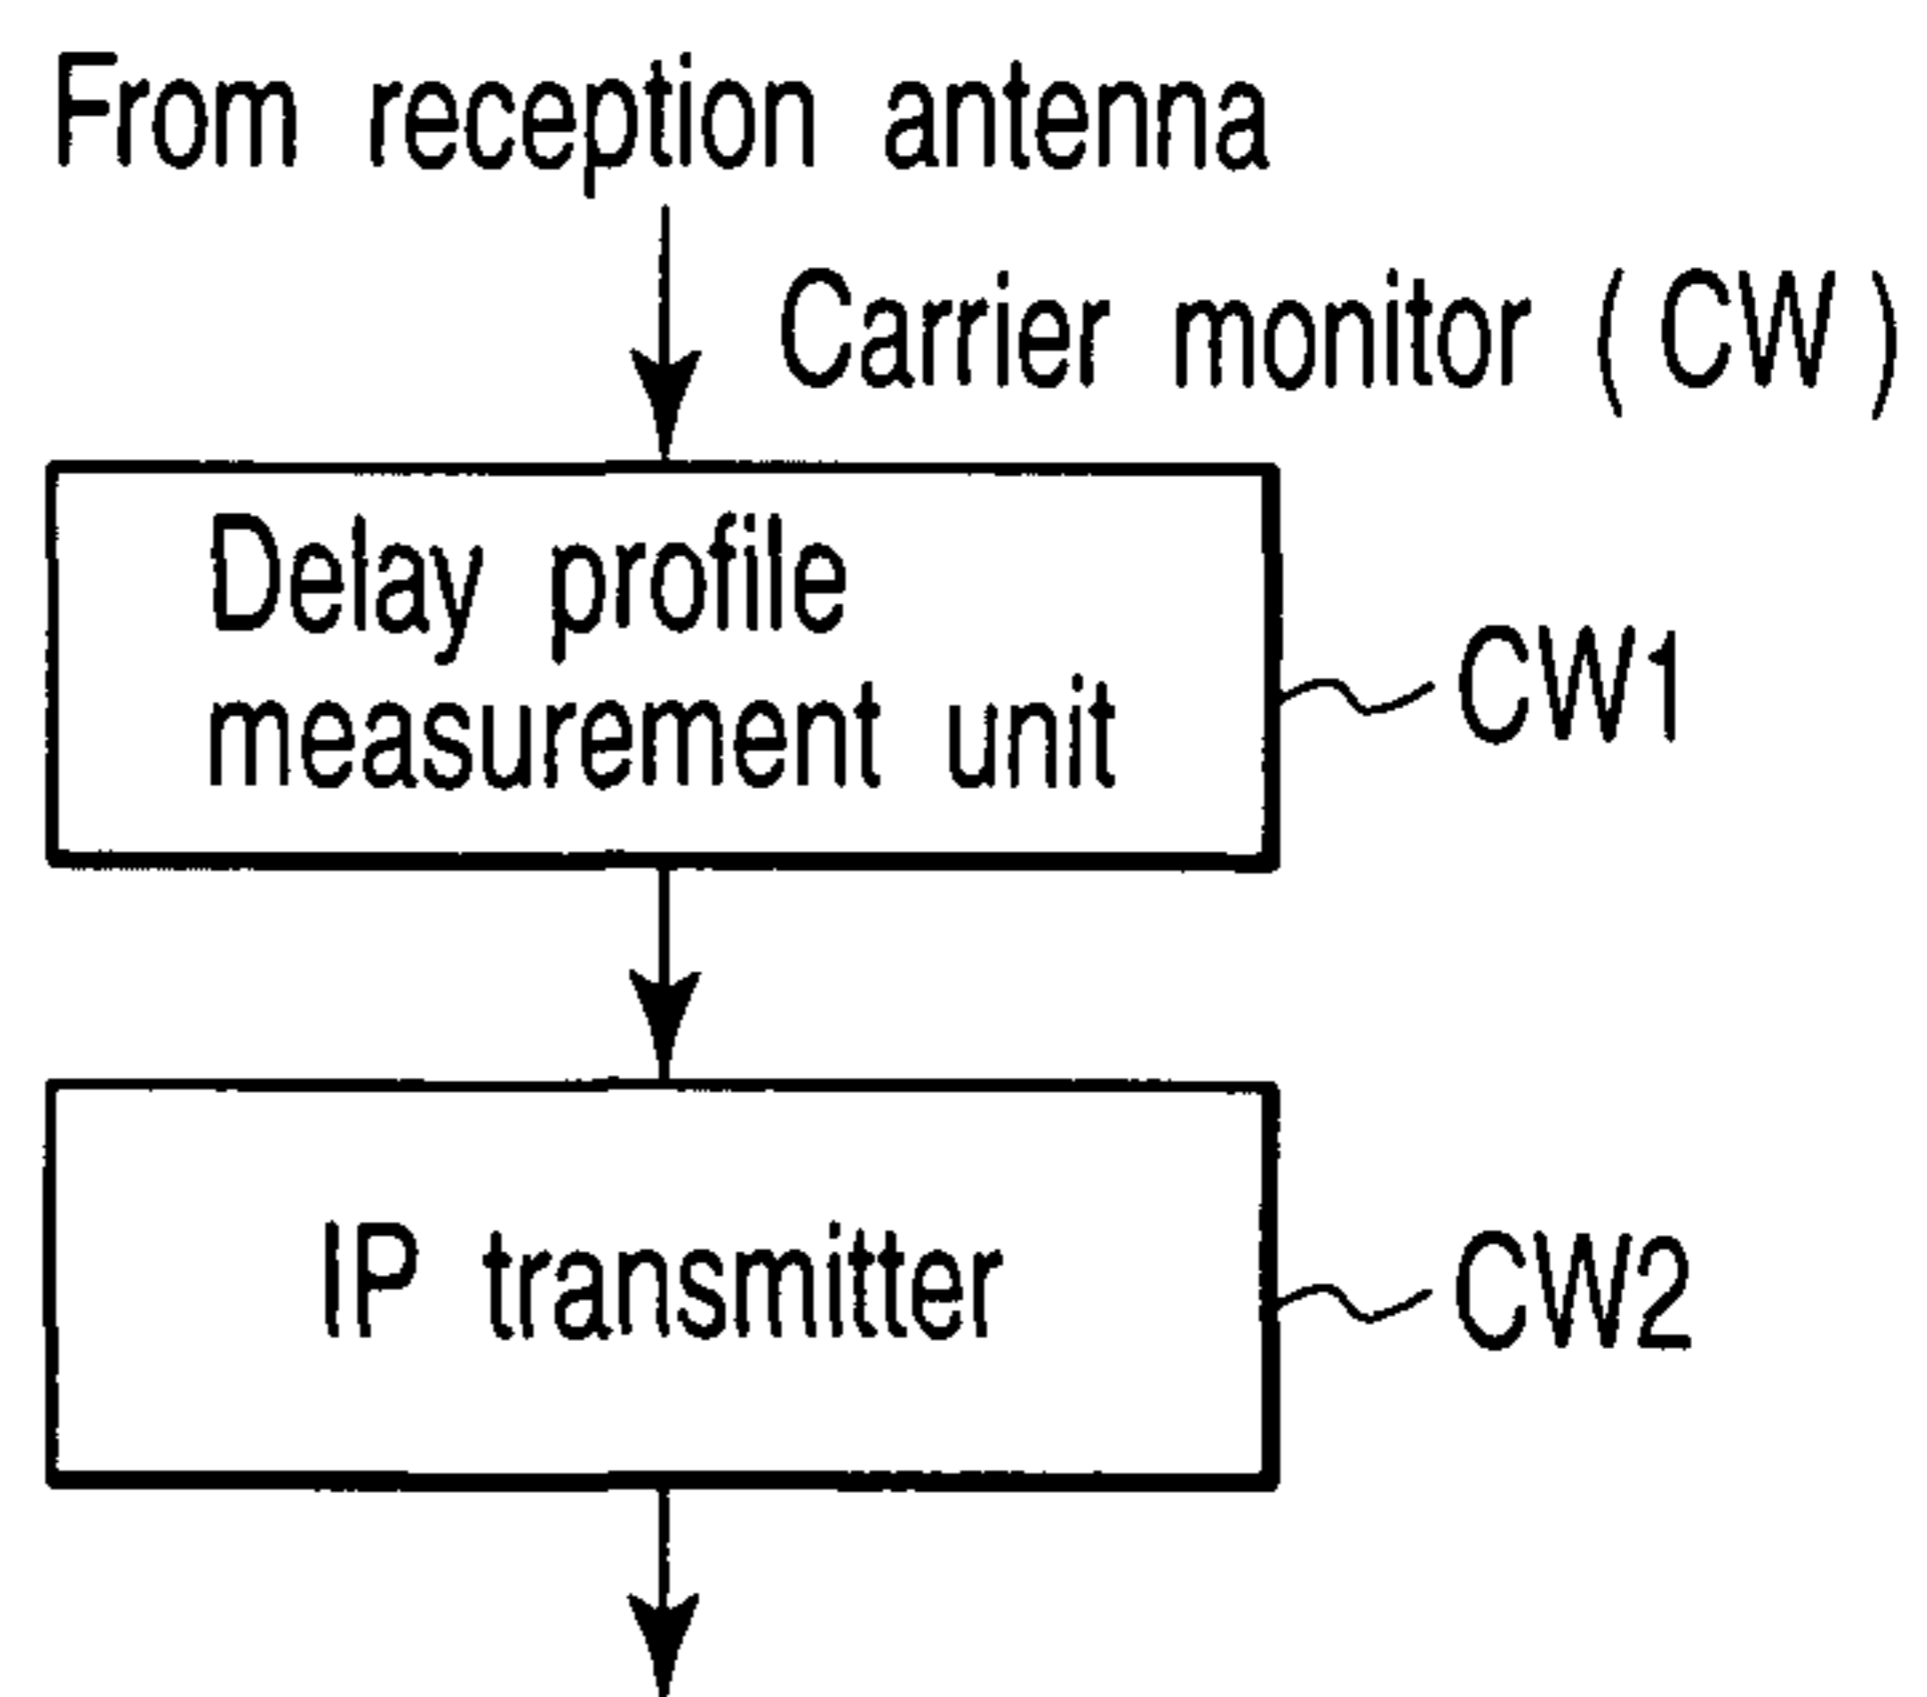 From reception antenna
Carrier monitor ( CW )
Delay profile
measurement unit
CW1
IP transmitter
CW2